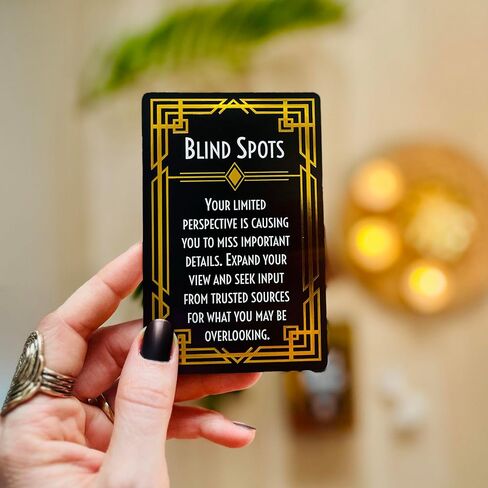 Blind Spots
Your limited
perspective is causing
you to miss important
details. Expand your
view and seek input
from trusted sources
for what you may be
overlooking.